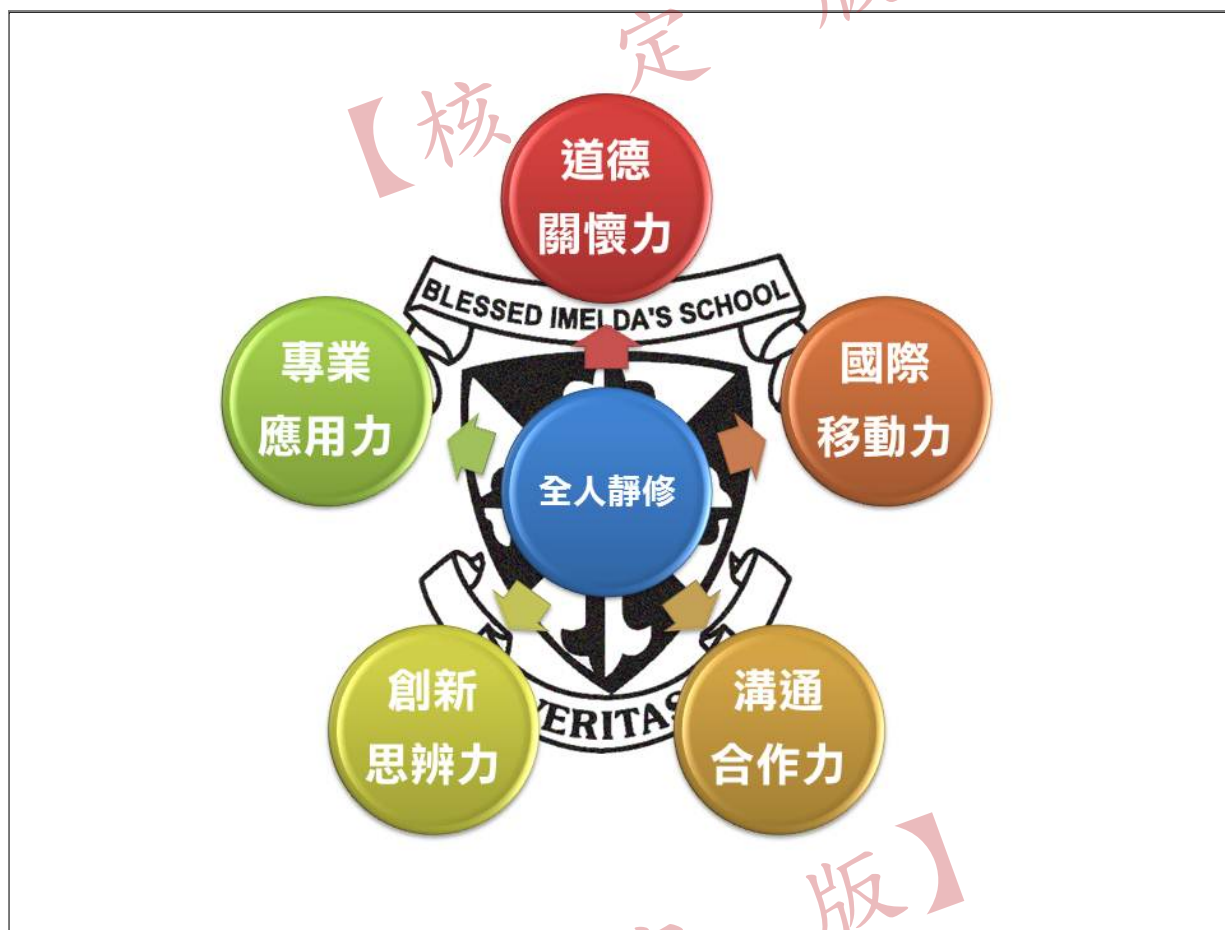 【核定版
道德
關懷力
BLESSED IMELDA'S SCHOOL
專業
應用力
國際
移動力
全人靜修
創新
思辨力
溝通
合作力
VERITAS
版】